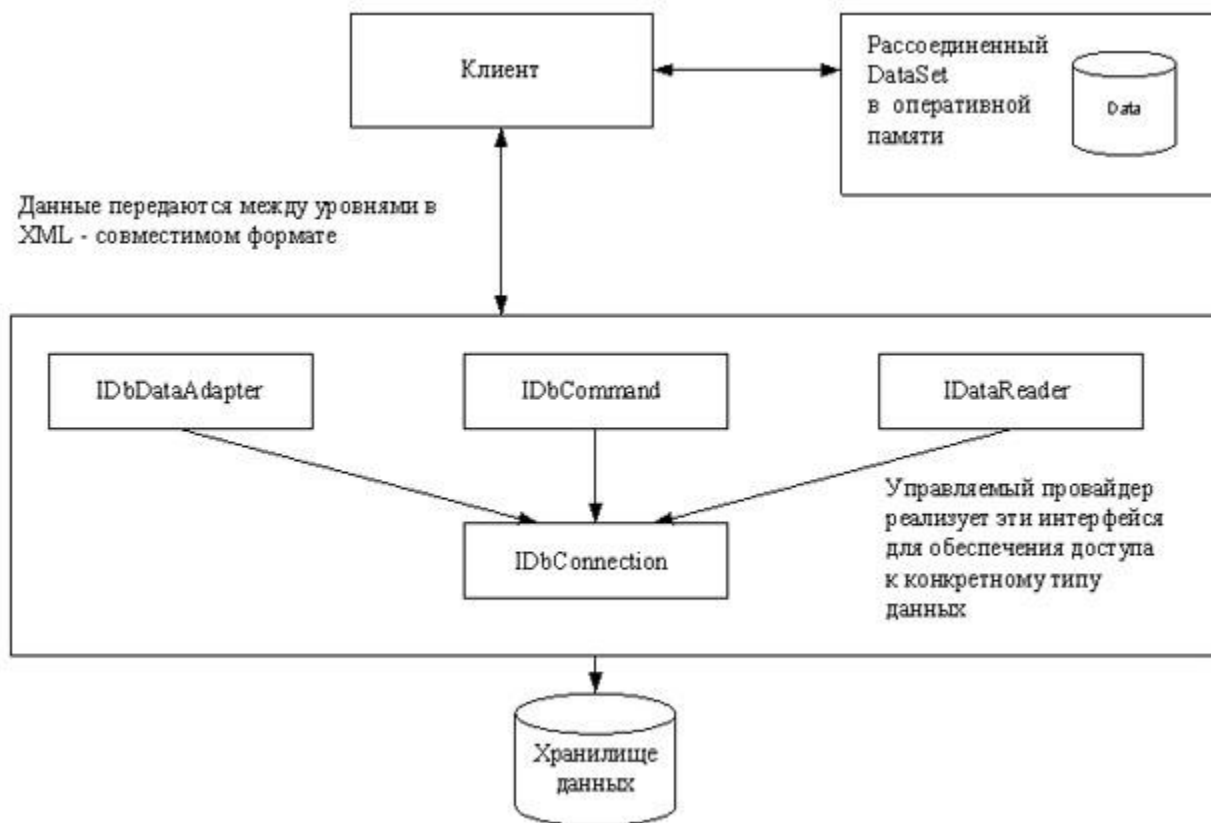 Клиент
Рассоединенный
DataSet
в оперативной
памяти
Data
Данные передаются между уровнями в
XML - совместимом формате
IDbDataAdapter
IDbCommand
IDataReader
Управляемый провайдер
реализует эти интерфейся
для обеспечения доступа
к конкретному типу
данных
IDbConnection
Хранилище
данных